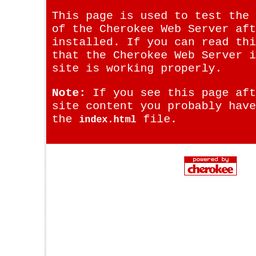 This page is used to test the
of the Cherokee Web Server aft
installed. If you can read thi
that the Cherokee Web Server i
site is working properly.
Note: If you see this page aft
site content you probably have
the index.html file.
powered by
cherokee